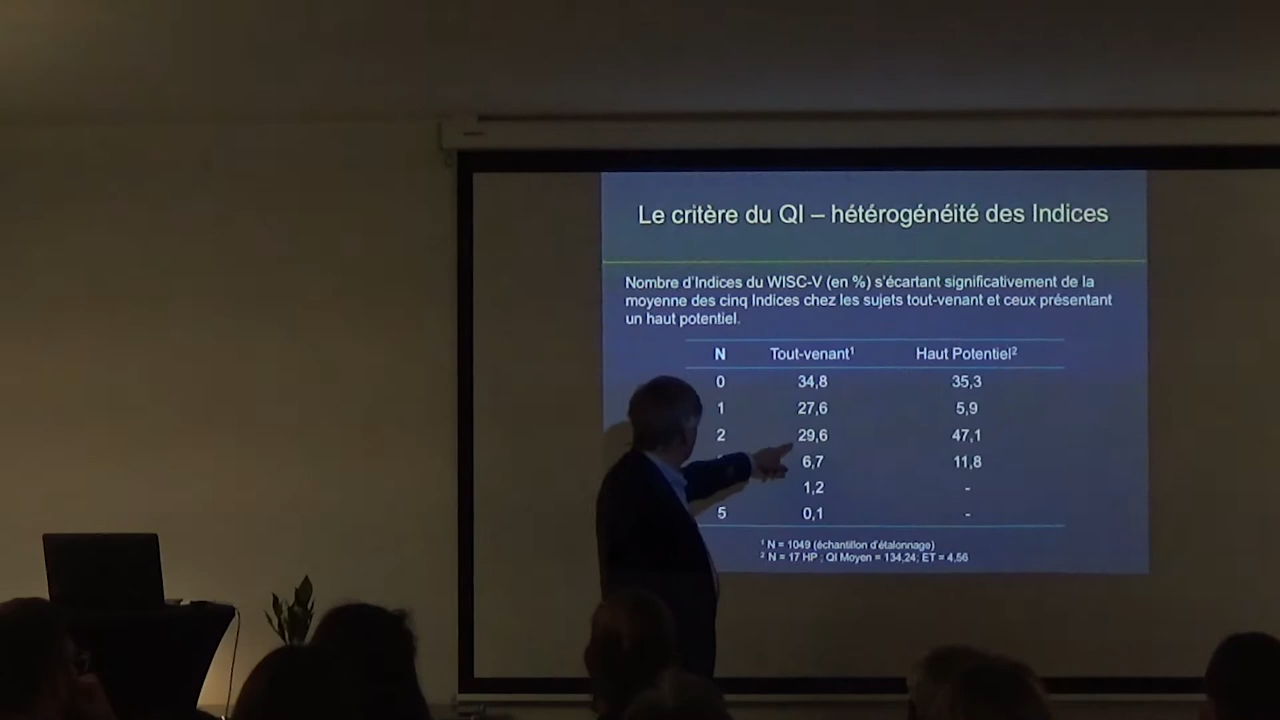 Le critère du QI – hétérogénéité des Indices
Nombre d'Indices du WISC-V (en %) s'écartant significativement de la
moyenne des cinq Indices chez les sujets tout-venant et ceux présentant
un haut potentiel.
N Tout-venant¹ Haut Potentiel²
0 34,8 35,3
1 27,6 5,9
2 29,6 47,1
6,7 11,8
1,2 -
5 0,1 -
¹ N = 1049 (échantillon d'étalonnage)
² N = 17 HP ; QI Moyen = 134,24; ET = 4,56